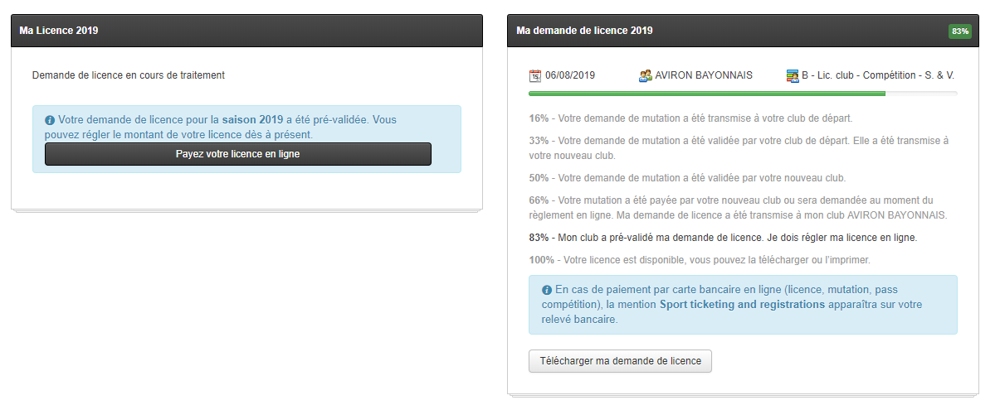 Ma Licence 2019
Demande de licence en cours de traitement
Votre demande de licence pour la saison 2019 a été pré-validée. Vous
pouvez régler le montant de votre licence dès à présent.
Payez votre licence en ligne
Ma demande de licence 2019
83%
15
06/08/2019
AVIRON BAYONNAIS
B - Lic. club - Compétition - S. & V.
16% - Votre demande de mutation a été transmise à votre club de départ.
33% - Votre demande de mutation a été validée par votre club de départ. Elle a été transmise à
votre nouveau club.
50% - Votre demande de mutation a été validée par votre nouveau club.
66% - Votre mutation a été payée par votre nouveau club ou sera demandée au moment du
règlement en ligne. Ma demande de licence a été transmise à mon club AVIRON BAYONNAIS.
83% - Mon club a pré-validé ma demande de licence. Je dois régler ma licence en ligne.
100% - Votre licence est disponible, vous pouvez la télécharger ou l'imprimer.
En cas de paiement par carte bancaire en ligne (licence, mutation, pass
compétition), la mention Sport ticketing and registrations apparaîtra sur votre
relevé bancaire.
Télécharger ma demande de licence